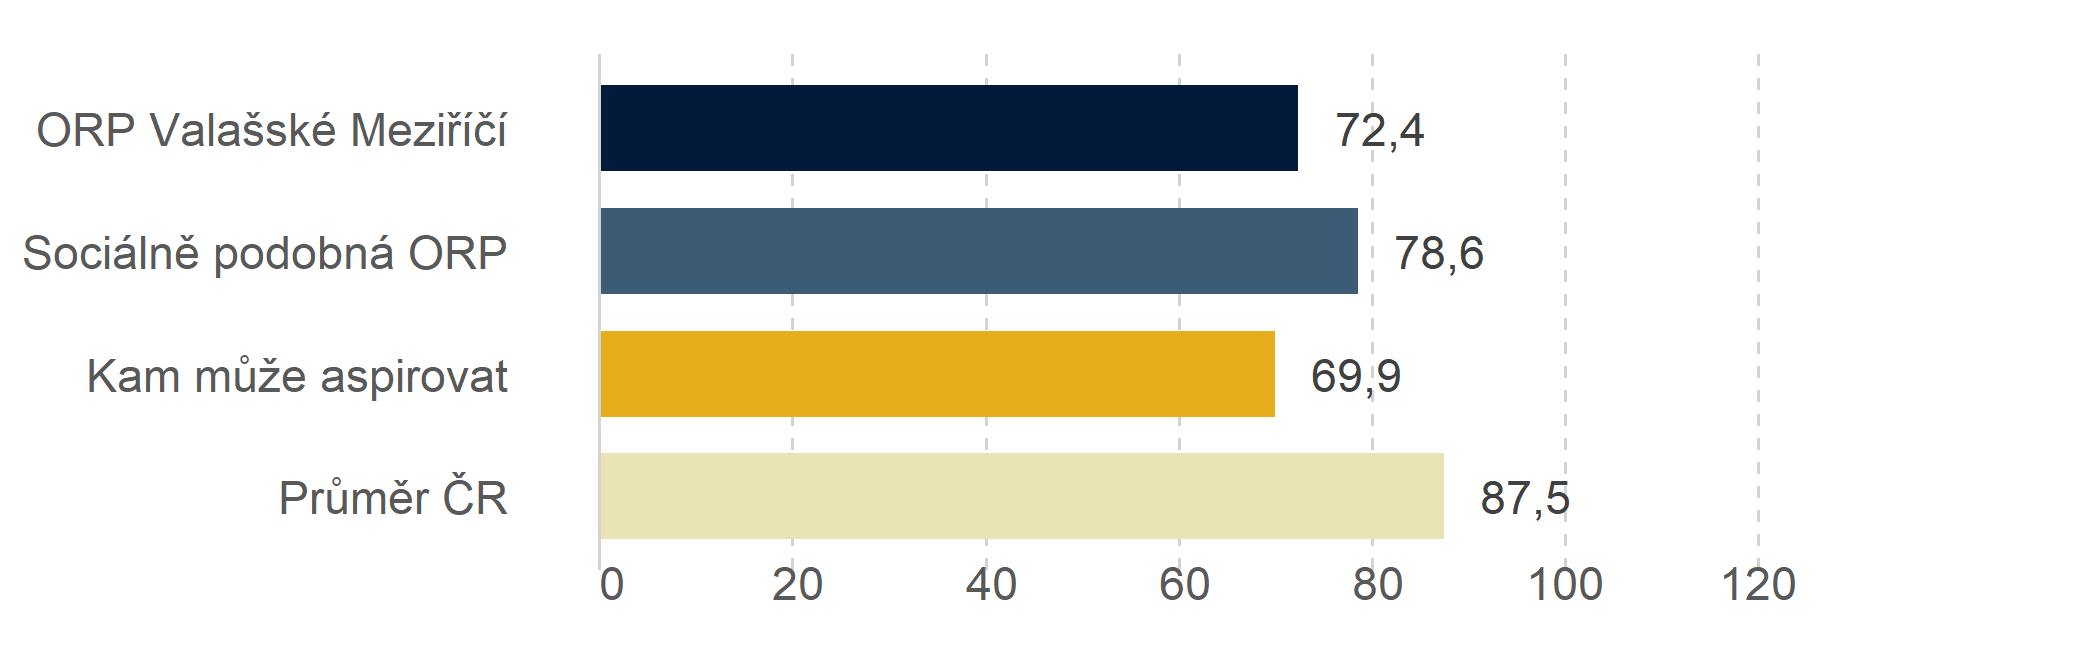 ORP Valašské Meziříčí
72,4
Sociálně podobná ORP
78,6
Kam může aspirovat
69,9
Průměr ČR
87,5
0 20 40 60 80 100 120